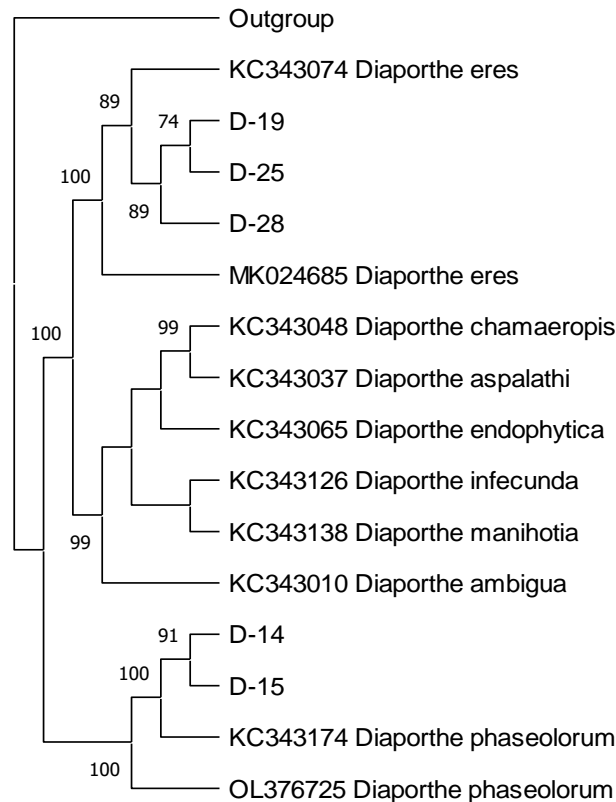 Outgroup
KC343074 Diaporthe eres
89
D-19
74
D-25
100
89
D-28
MK024685 Diaporthe eres
KC343048 Diaporthe chamaeropis
99
100
KC343037 Diaporthe aspalathi
KC343065 Diaporthe endophytica
KC343126 Diaporthe infecunda
KC343138 Diaporthe manihotia
99
KC343010 Diaporthe ambigua
D-14
91
D-15
100
KC343174 Diaporthe phaseolorum
100
OL376725 Diaporthe phaseolorum